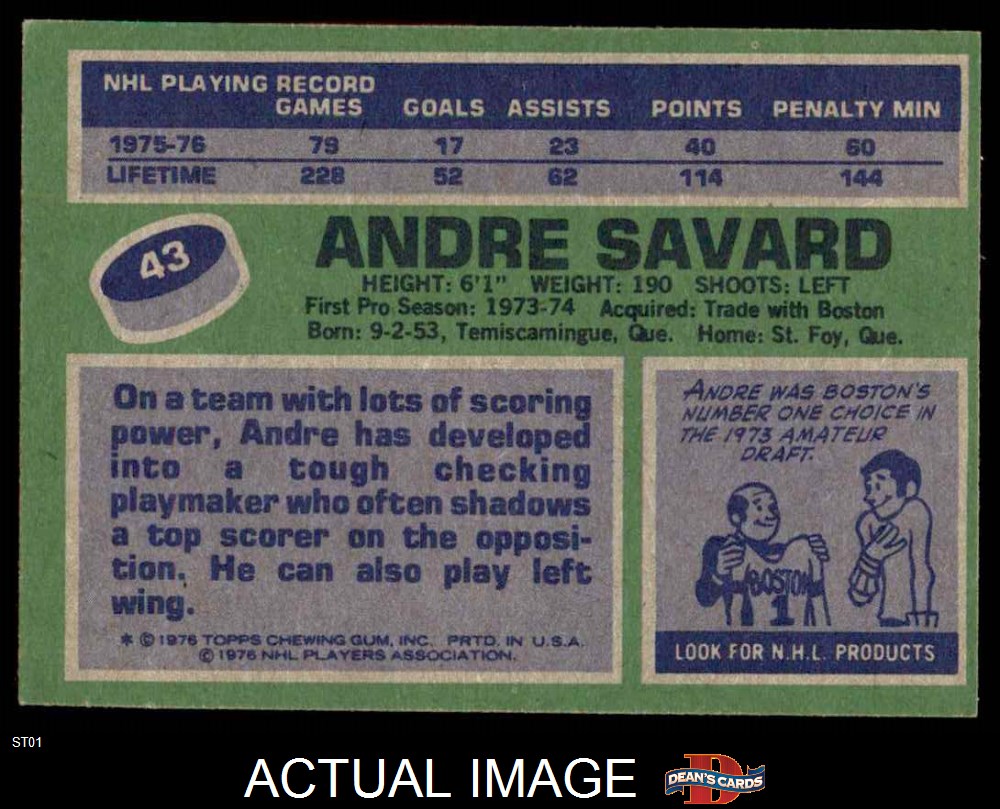 NHL PLAYING RECORD
GAMES GOALS ASSISTS POINTS PENALTY MIN
1975-76 79 17 23 40 60
LIFETIME 228 52 62 114 144
43
ANDRE SAVARD
HEIGHT: 6'1" WEIGHT: 190 SHOOTS: LEFT
First Pro Season: 1973-74 Acquired: Trade with Boston
Born: 9-2-53, Temiscamingue, Que. Home: St. Foy, Que.
On a team with lots of scoring
power, Andre has developed
into a tough checking
playmaker who often shadows
a top scorer on the opposi-
tion. He can also play left
wing.
* © 1976 TOPPS CHEWING GUM, INC. PRTD. IN U.S.A.
© 1976 NHL PLAYERS ASSOCIATION.
ANDRE WAS BOSTON'S
NUMBER ONE CHOICE IN
THE 1973 AMATEUR
DRAFT.
BOSTON
1
LOOK FOR N.H.L. PRODUCTS
ST01
ACTUAL IMAGE
D
DEAN'S CARDS